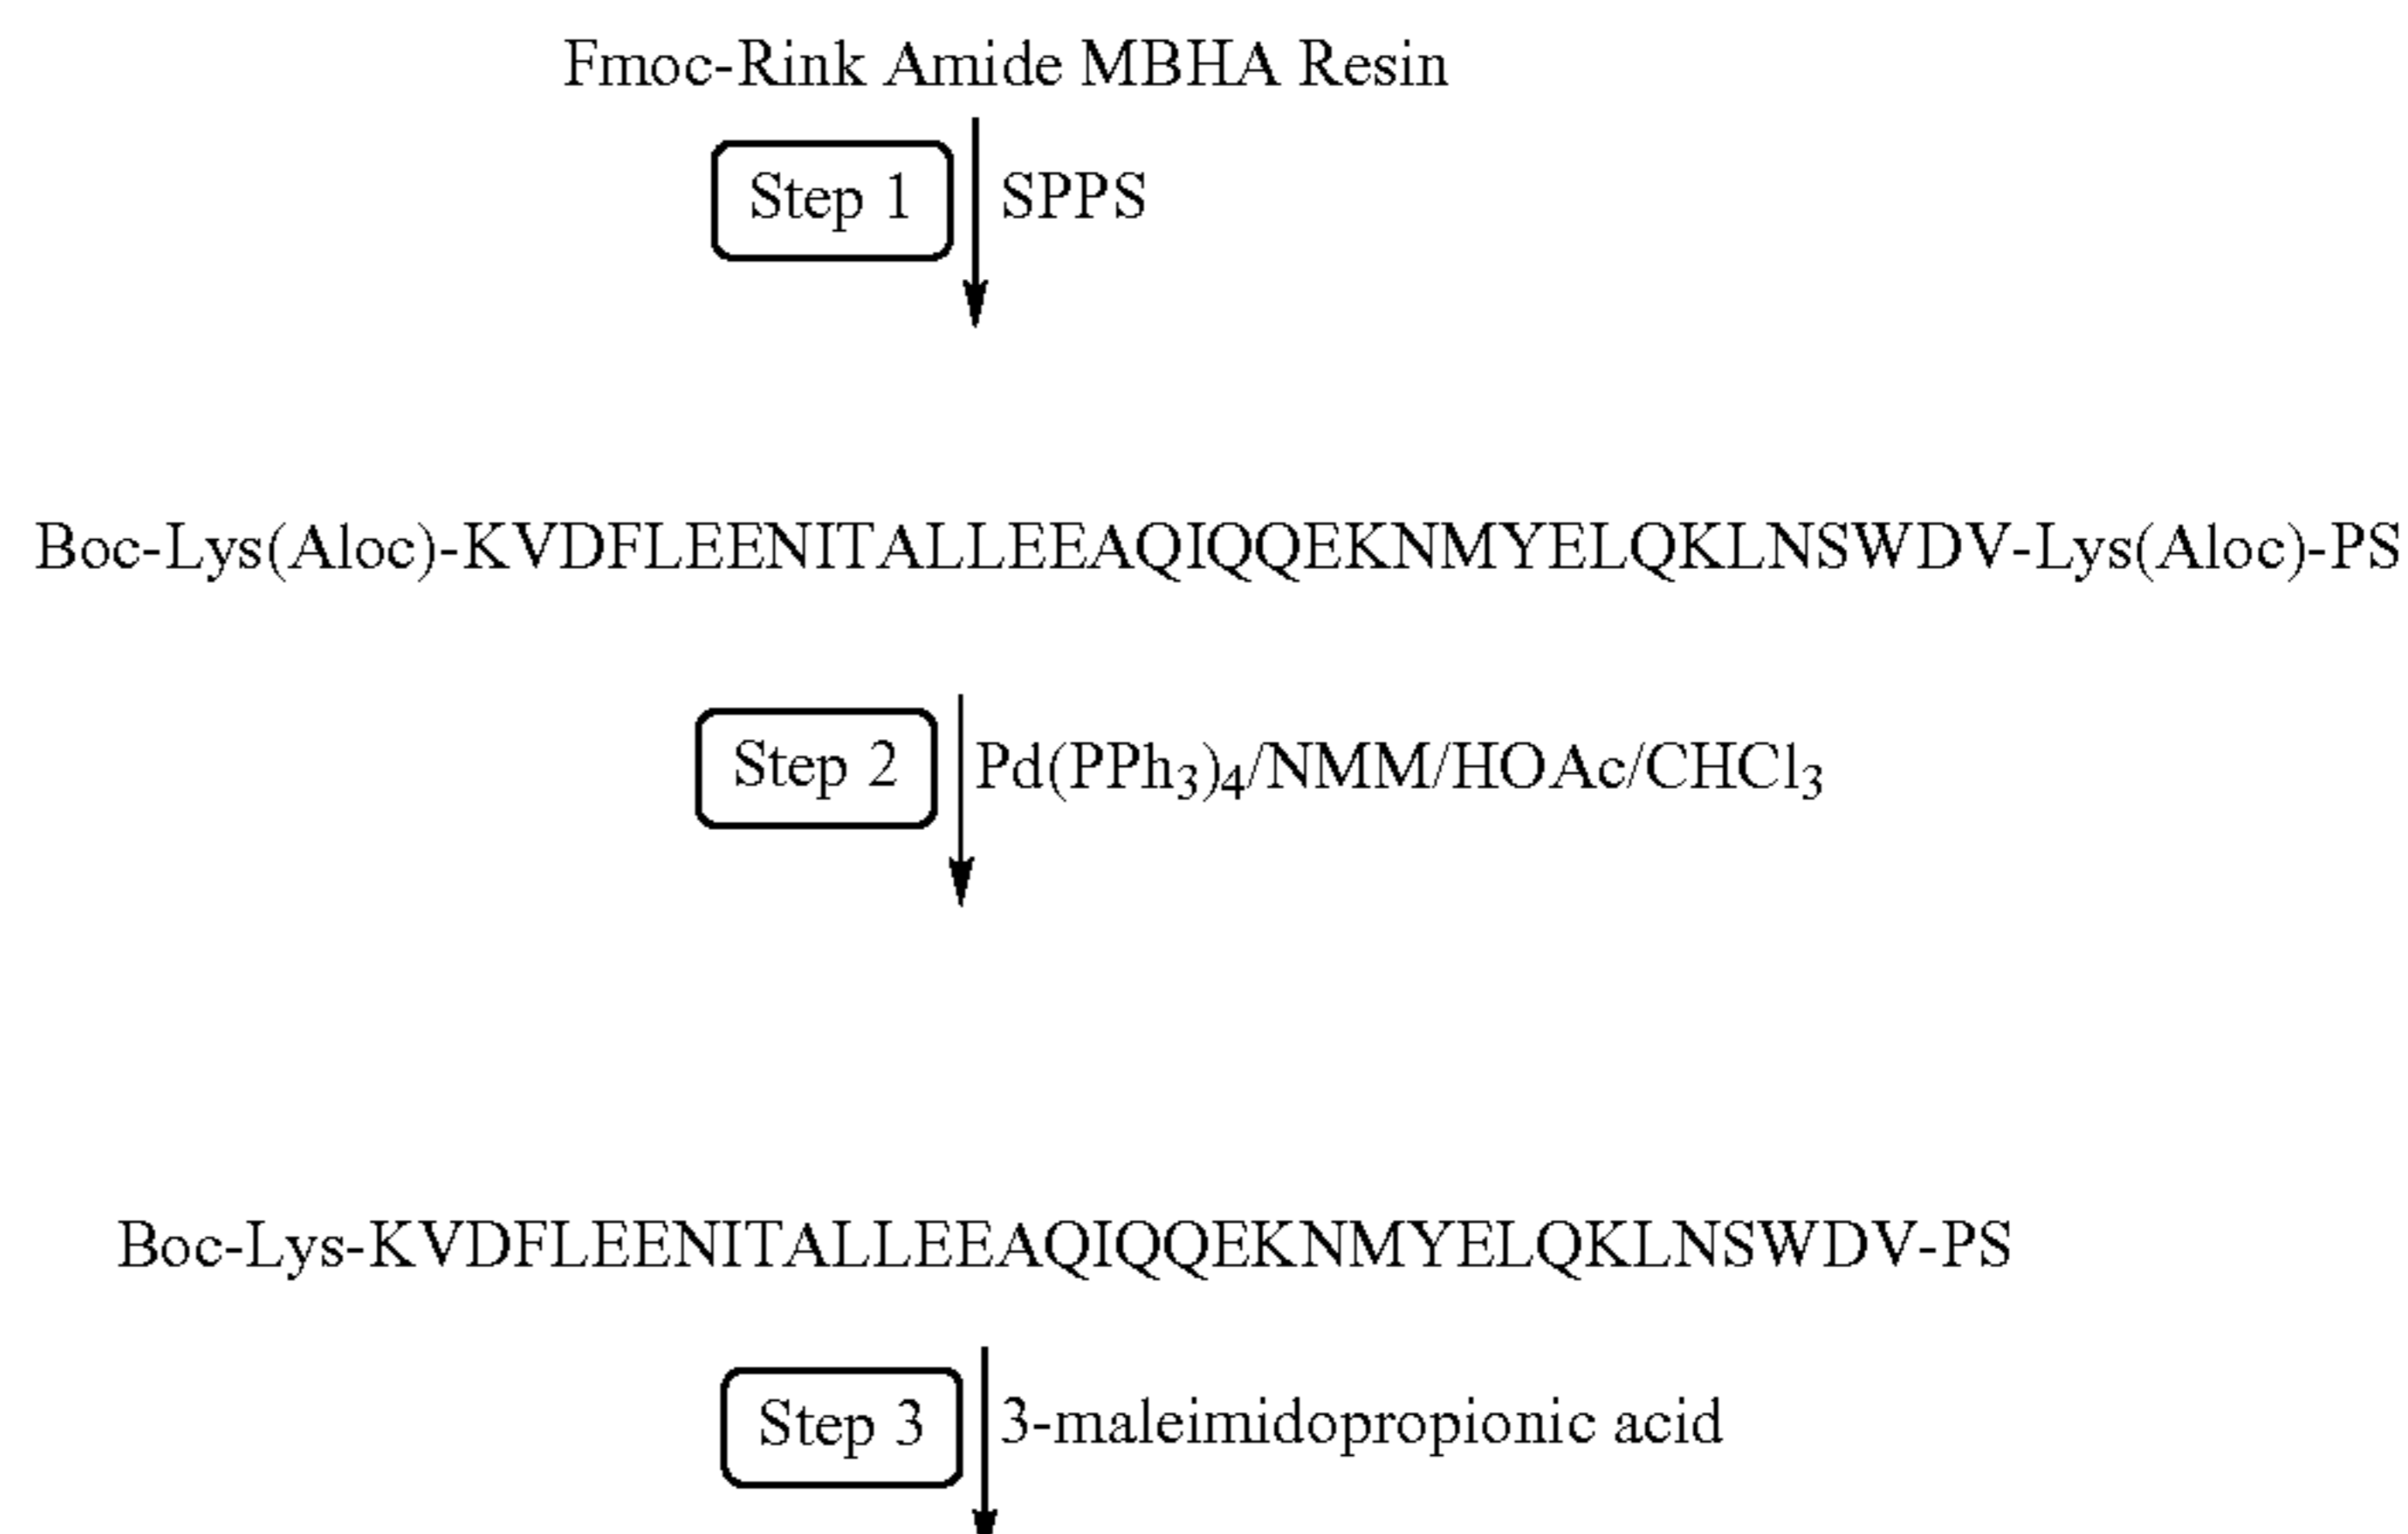 Fmoc-Rink Amide MBHA Resin
Step 1 SPPS
Boc-Lys(Aloc)-KVDFLEENITALLEEAQIQQEKNMYELQKLNSWDV-Lys(Aloc)-PS
Step 2 Pd(PPh₃)₄/NMM/HOAc/CHCl₃
Boc-Lys-KVDFLEENITALLEEAQIQQEKNMYELQKLNSWDV-PS
Step 3 3-maleimidopropionic acid